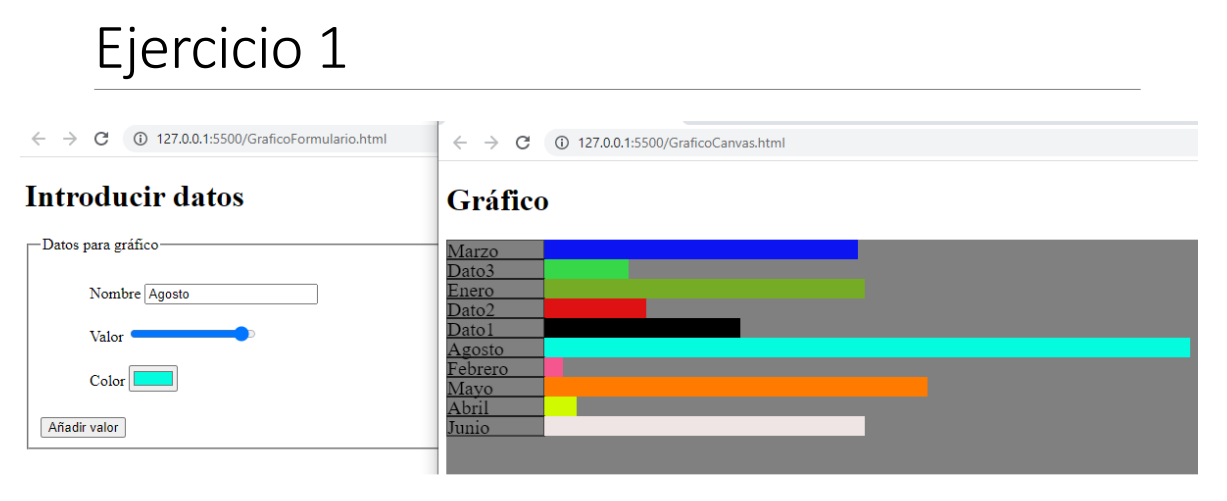 Ejercicio 1
127.0.0.1:5500/GraficoFormulario.html
Introducir datos
Datos para gráfico
Nombre Agosto
Valor
Color
Añadir valor
127.0.0.1:5500/GraficoCanvas.html
Gráfico
Marzo
Dato3
Enero
Dato2
Dato1
Agosto
Febrero
Mayo
Abril
Junio